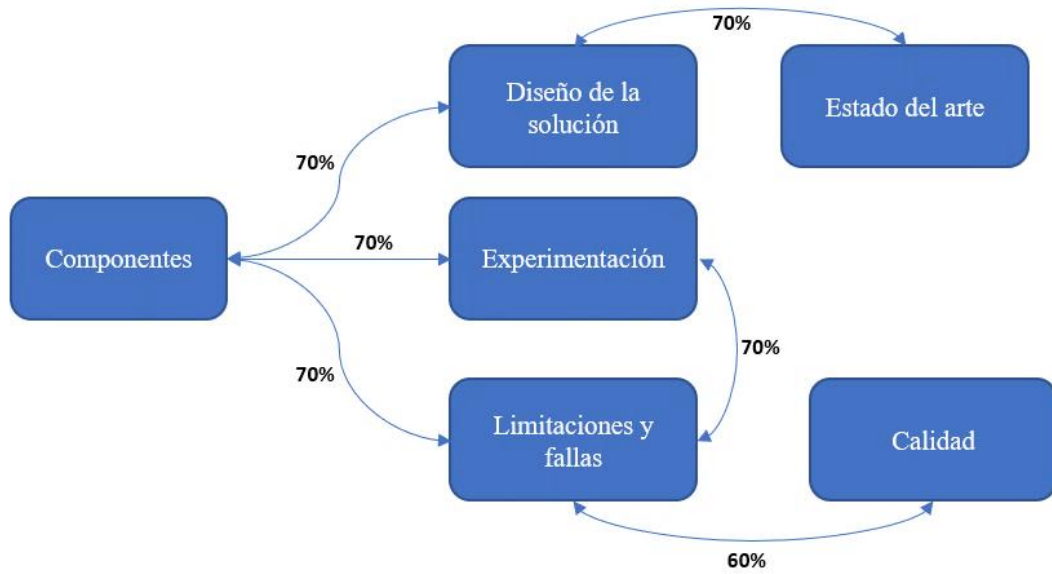 70%
Diseño de la
solución
Estado del arte
70%
Componentes
70%
Experimentación
70%
70%
Limitaciones y
fallas
Calidad
60%